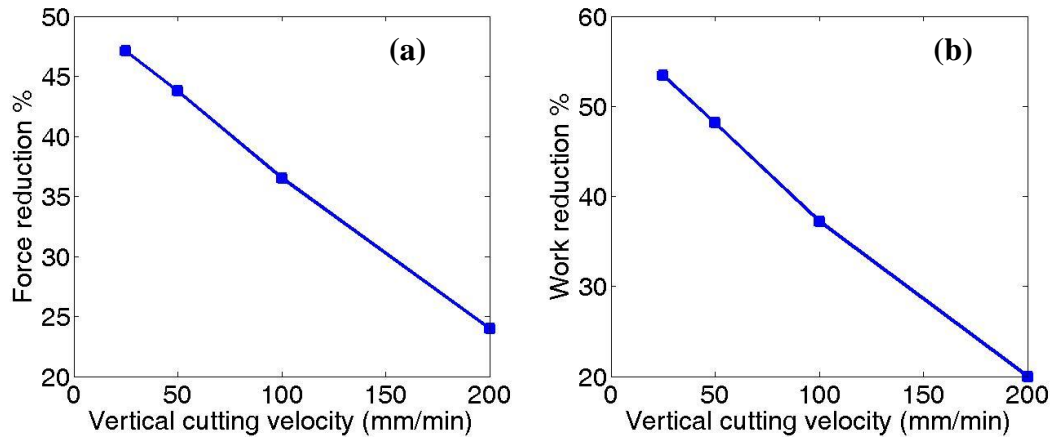 (a)
Force reduction %
50
45
40
35
30
25
20
0 50 100 150 200
Vertical cutting velocity (mm/min)
(b)
Work reduction %
60
50
40
30
20
0 50 100 150 200
Vertical cutting velocity (mm/min)